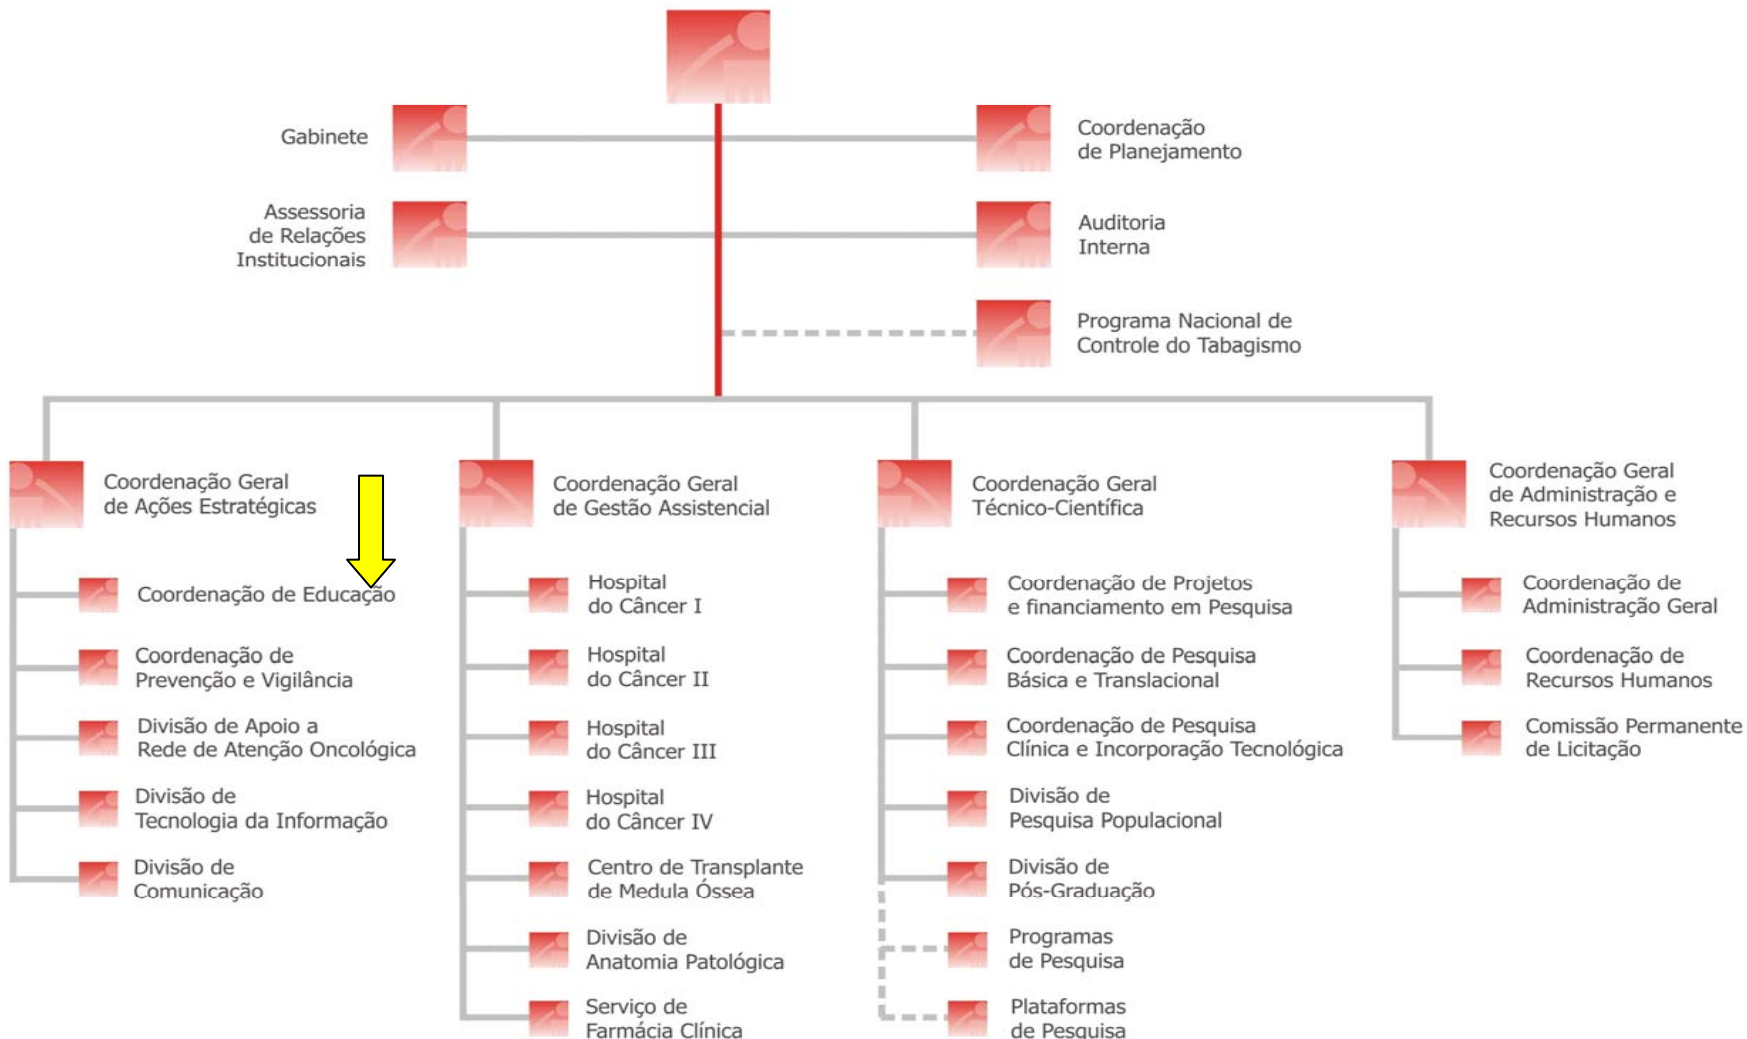 Gabinete
Coordenação
de Planejamento
Assessoria
de Relações
Institucionais
Auditoria
Interna
Programa Nacional de
Controle do Tabagismo
Coordenação Geral
de Ações Estratégicas
Coordenação de Educação
Coordenação de
Prevenção e Vigilância
Divisão de Apoio a
Rede de Atenção Oncológica
Divisão de
Tecnologia da Informação
Divisão de
Comunicação
Coordenação Geral
de Gestão Assistencial
Hospital
do Câncer I
Hospital
do Câncer II
Hospital
do Câncer III
Hospital
do Câncer IV
Centro de Transplante
de Medula Óssea
Divisão de
Anatomia Patológica
Serviço de
Farmácia Clínica
Coordenação Geral
Técnico-Científica
Coordenação de Projetos
e financiamento em Pesquisa
Coordenação de Pesquisa
Básica e Translacional
Coordenação de Pesquisa
Clínica e Incorporação Tecnológica
Divisão de
Pesquisa Populacional
Divisão de
Pós-Graduação
Programas
de Pesquisa
Plataformas
de Pesquisa
Coordenação Geral
de Administração e
Recursos Humanos
Coordenação de
Administração Geral
Coordenação de
Recursos Humanos
Comissão Permanente
de Licitação